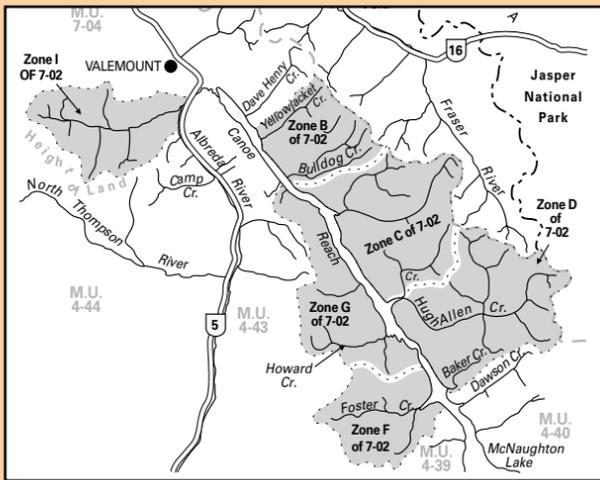 M.U.
7-04
A
16
Zone I
OF 7-02
VALEMOUNT
Dave Henry
Cr.
Yellowjacket
Cr.
Jasper
National
Park
Fraser
River
Zone B
of 7-02
Canoe
Bulldog Cr.
Albreda
River
Camp
Cr.
Height of Land
North
Thompson
River
Reach
Zone C of 7-02
Zone D
of
7-02
Cr.
Hugh Allen Cr.
M.U.
4-44
5
M.U.
4-43
Zone G
of 7-02
Howard
Cr.
Baker Cr.
Dawson Cr.
Foster Cr.
Zone F
of 7-02
M.U.
4-39
M.U.
4-40
McNaughton
Lake